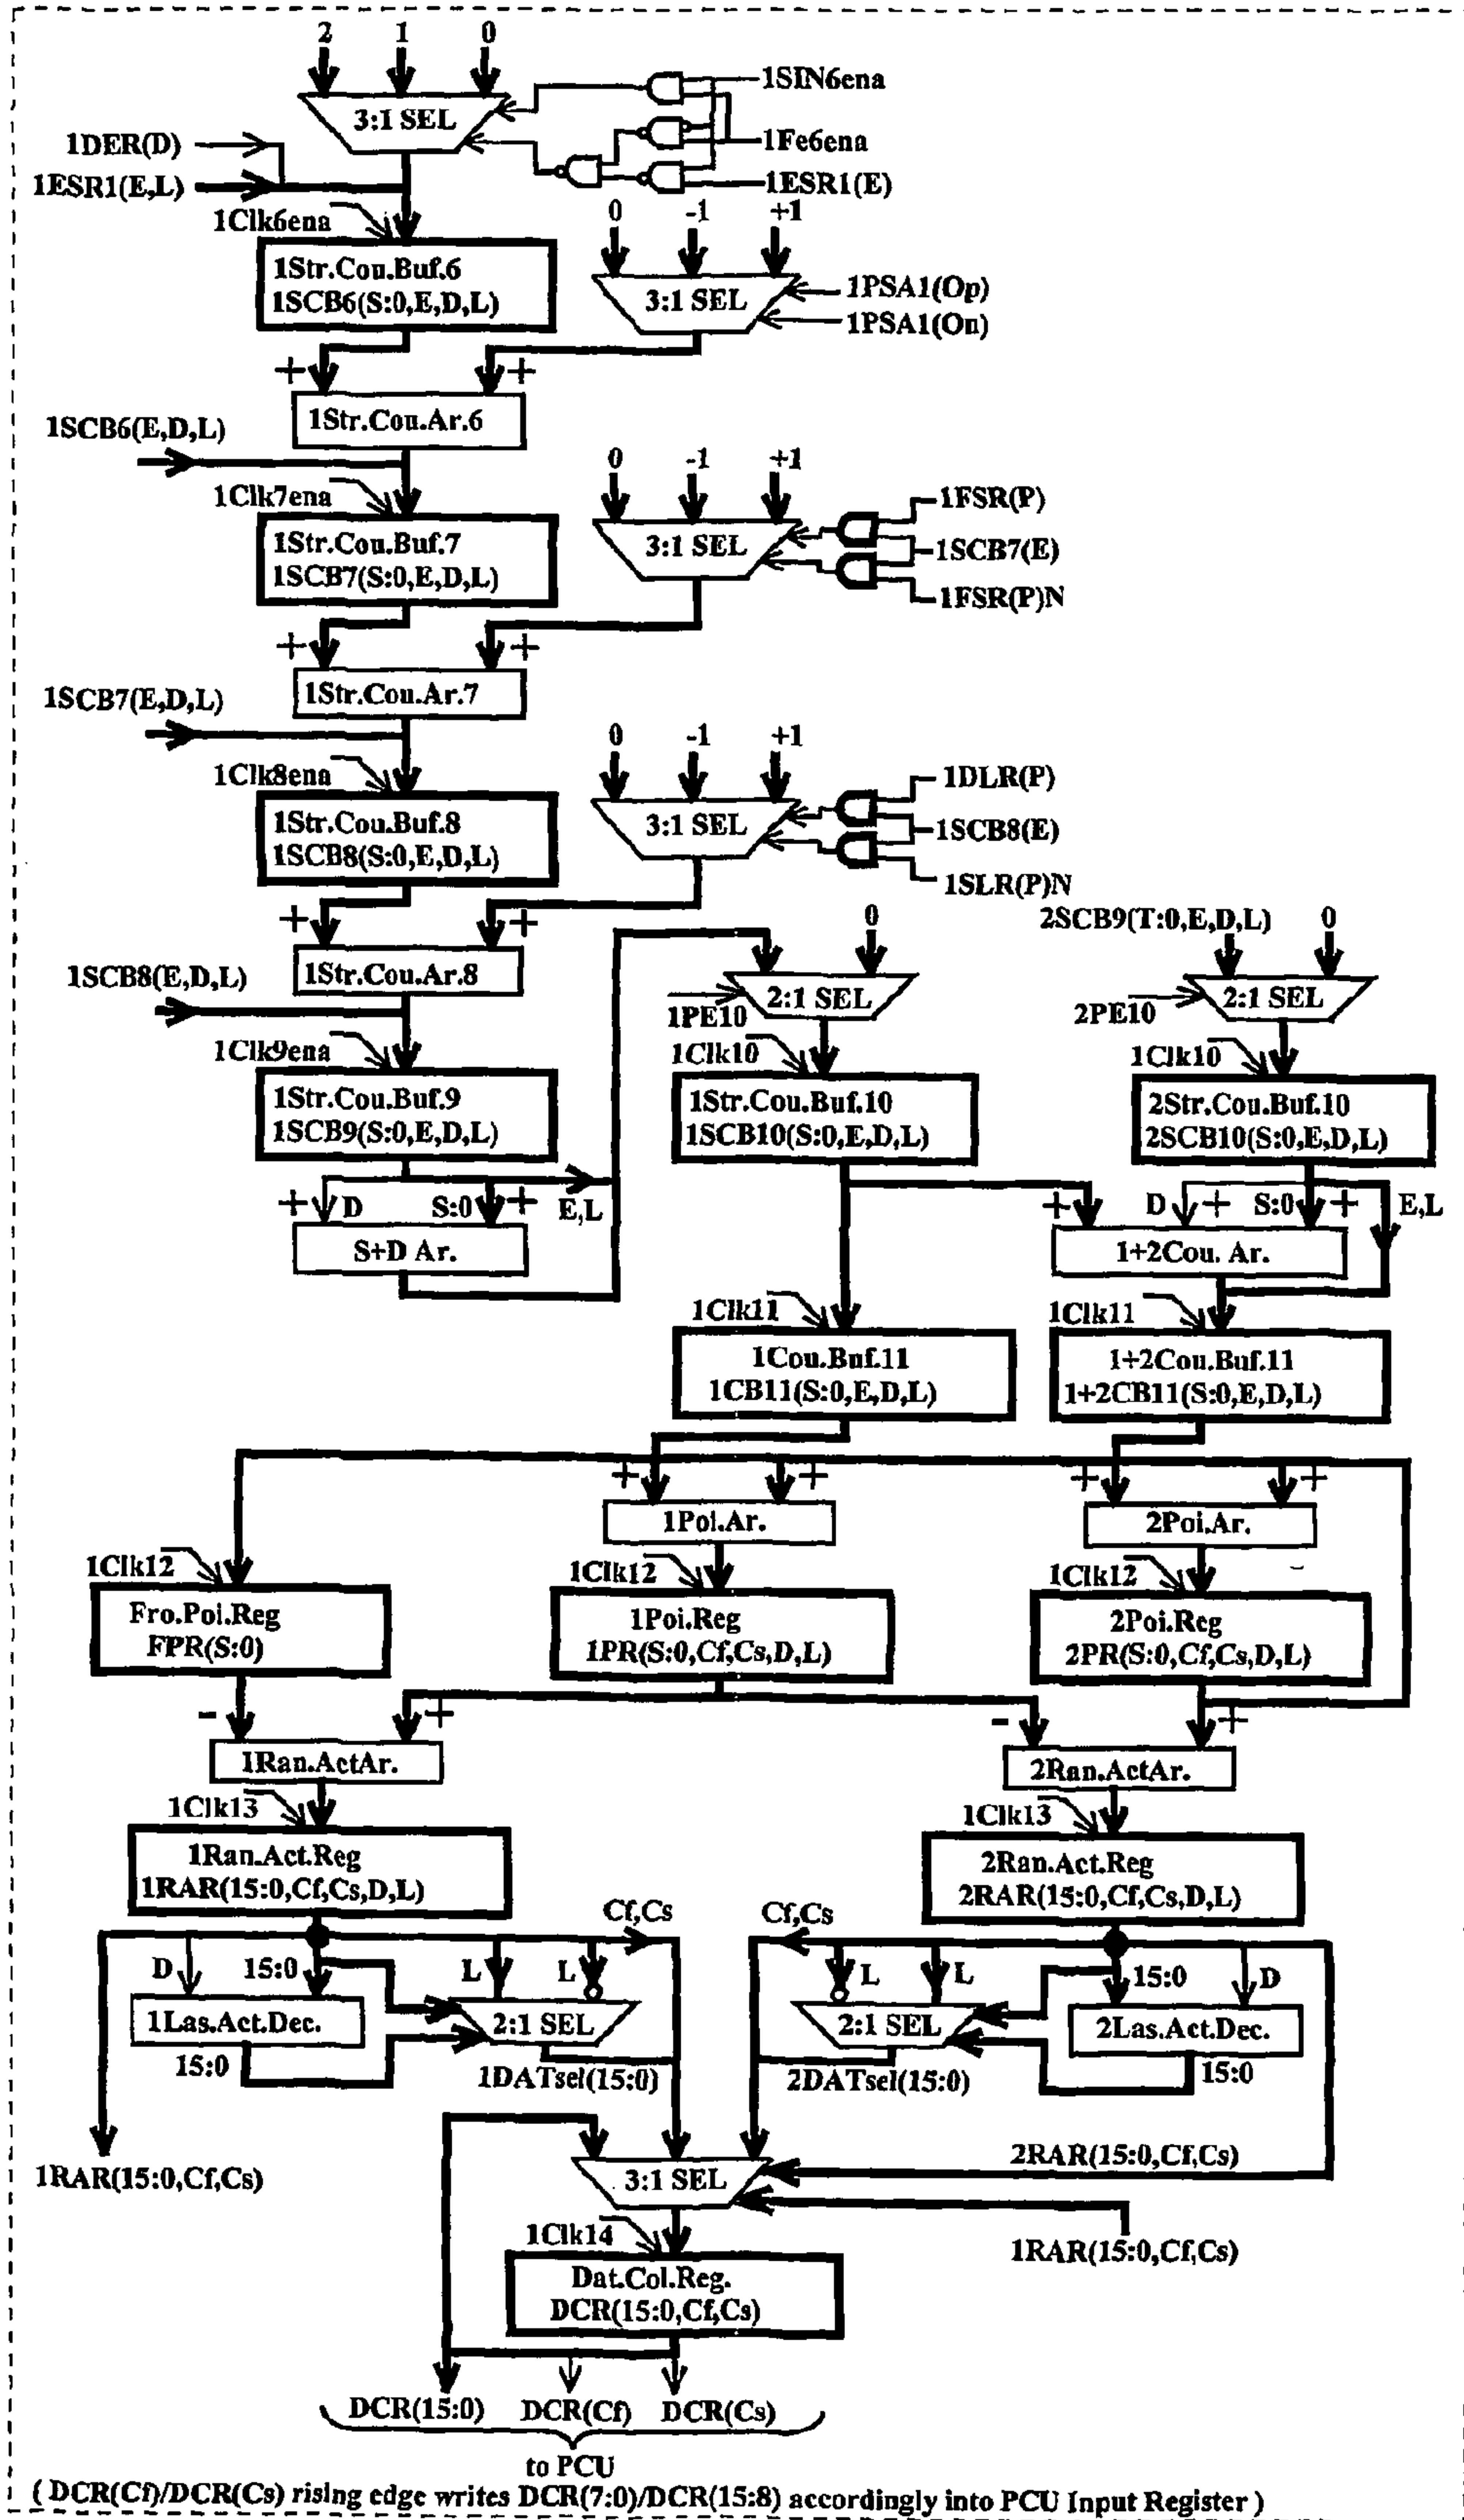 2 1 0
1SIN6ena
3:1 SEL
1DER(D)
1Fe6ena
1ESR1(E,L)
1ESR1(E)
1Clk6ena
0 -1 +1
1Str.Cou.Buf.6
1SCB6(S:0,E,D,L)
3:1 SEL
1PSA1(Op)
1PSA1(On)
+ +
1Str.Cou.Ar.6
1SCB6(E,D,L)
0 -1 +1
1Clk7ena
1FSR(P)
1Str.Cou.Buf.7
1SCB7(S:0,E,D,L)
3:1 SEL
1SCB7(E)
1FSR(P)N
+ +
1Str.Cou.Ar.7
1SCB7(E,D,L)
0 -1 +1
1Clk8ena
1DLR(P)
1Str.Cou.Buf.8
1SCB8(S:0,E,D,L)
3:1 SEL
1SCB8(E)
1SLR(P)N
+ +
0
2SCB9(T:0,E,D,L) 0
1Str.Cou.Ar.8
1SCB8(E,D,L)
2:1 SEL
2:1 SEL
1PE10
2PE10
1Clk9ena
1Clk10
1Clk10
1Str.Cou.Buf.9
1SCB9(S:0,E,D,L)
1Str.Cou.Buf.10
1SCB10(S:0,E,D,L)
2Str.Cou.Buf.10
2SCB10(S:0,E,D,L)
+ D S:0 + E,L
+ D + S:0 + E,L
S+D Ar.
1+2Cou. Ar.
1Clk11
1Clk11
1Cou.Buf.11
1CB11(S:0,E,D,L)
1+2Cou.Buf.11
1+2CB11(S:0,E,D,L)
+ +
+ +
1Poi.Ar.
2Poi.Ar.
1Clk12
1Clk12
1Clk12
Fro.Poi.Reg
FPR(S:0)
1Poi.Reg
1PR(S:0,Cf,Cs,D,L)
2Poi.Reg
2PR(S:0,Cf,Cs,D,L)
- +
- +
1Ran.ActAr.
2Ran.ActAr.
1Clk13
1Clk13
1Ran.Act.Reg
1RAR(15:0,Cf,Cs,D,L)
2Ran.Act.Reg
2RAR(15:0,Cf,Cs,D,L)
Cf,Cs
Cf,Cs
D 15:0 L L
L L 15:0 D
1Las.Act.Dec.
2:1 SEL
2:1 SEL
2Las.Act.Dec.
15:0
1DATsel(15:0)
2DATsel(15:0)
15:0
1RAR(15:0,Cf,Cs)
3:1 SEL
2RAR(15:0,Cf,Cs)
1Clk14
1RAR(15:0,Cf,Cs)
Dat.Col.Reg.
DCR(15:0,Cf,Cs)
DCR(15:0) DCR(Cf) DCR(Cs)
to PCU
( DCR(Cf)/DCR(Cs) rising edge writes DCR(7:0)/DCR(15:8) accordingly into PCU Input Register )